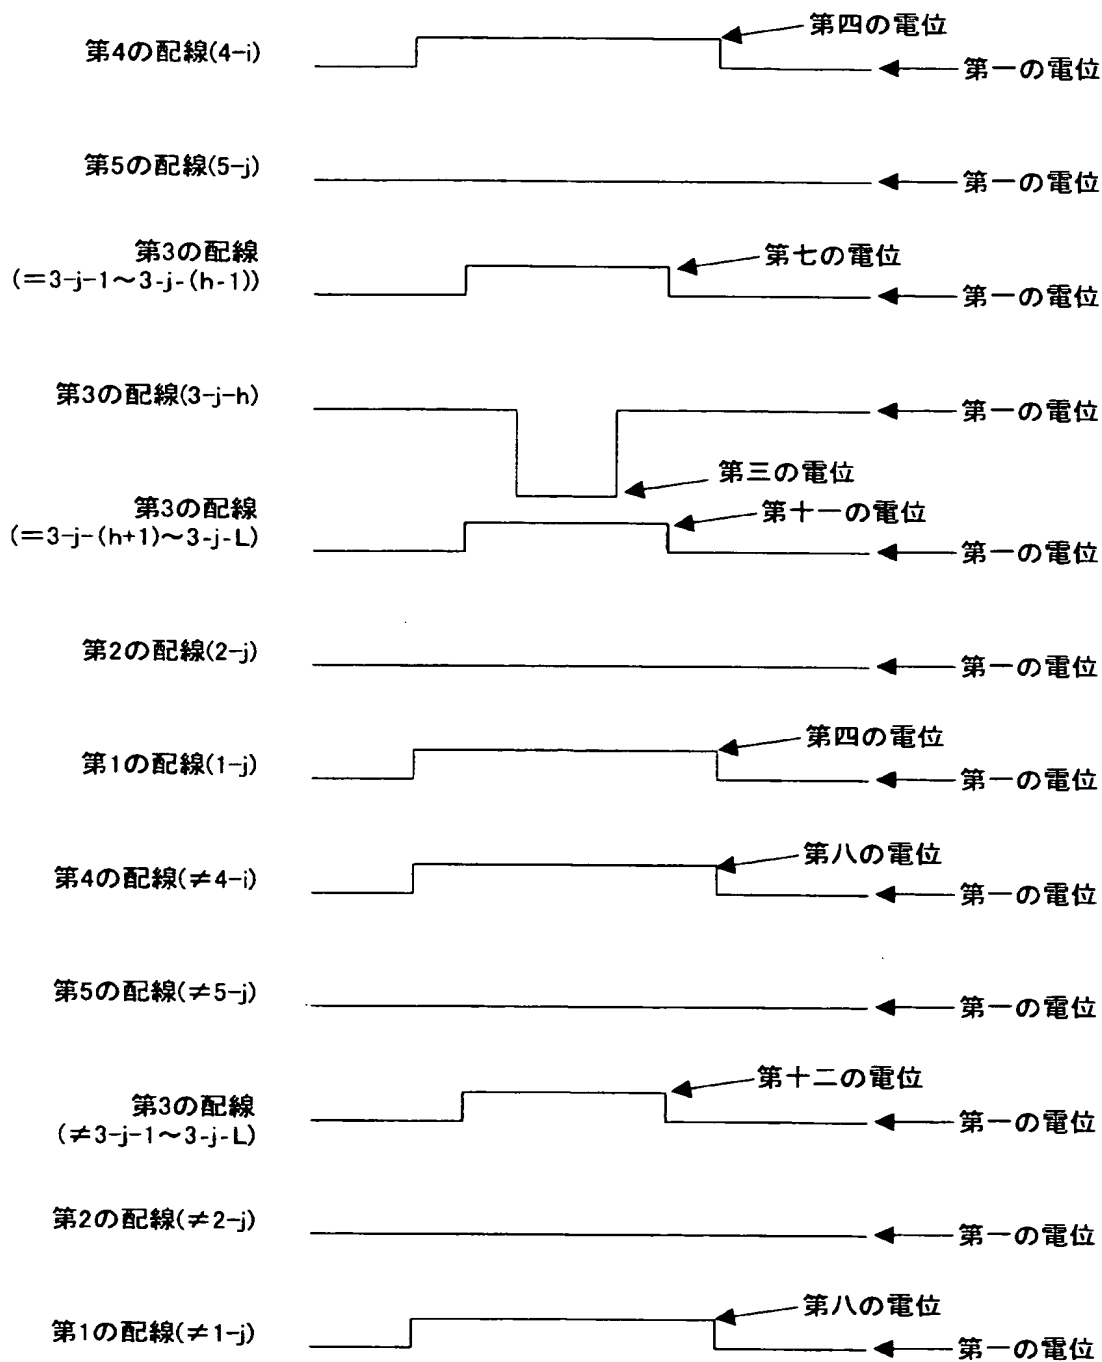 第4の配線(4-i)
第四の電位
第一の電位
第5の配線(5-j)
第一の電位
第3の配線
(=3-j-1～3-j-(h-1))
第七の電位
第一の電位
第3の配線(3-j-h)
第一の電位
第三の電位
第3の配線
(=3-j-(h+1)～3-j-L)
第十一の電位
第一の電位
第2の配線(2-j)
第一の電位
第1の配線(1-j)
第四の電位
第一の電位
第4の配線(≠4-i)
第八の電位
第一の電位
第5の配線(≠5-j)
第一の電位
第3の配線
(≠3-j-1～3-j-L)
第十二の電位
第一の電位
第2の配線(≠2-j)
第一の電位
第1の配線(≠1-j)
第八の電位
第一の電位